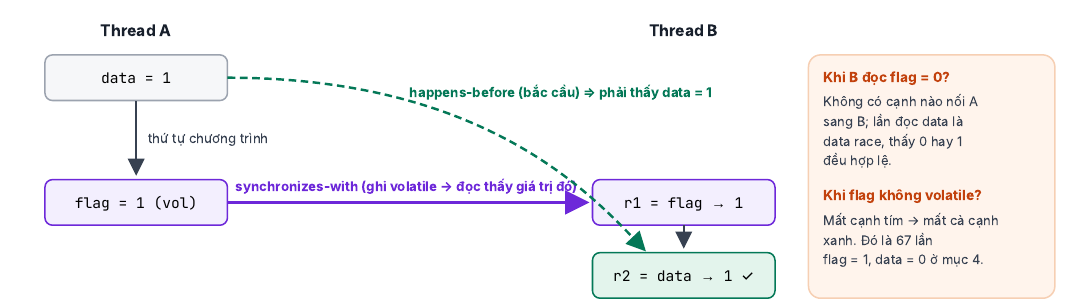 Thread A
Thread B
data = 1
happens-before (bắc cầu) ⇒ phải thấy data = 1
thứ tự chương trình
synchronizes-with (ghi volatile → đọc thấy giá trị đó)
flag = 1 (vol)
r1 = flag → 1
r2 = data → 1 ✓
Khi B đọc flag = 0?
Không có cạnh nào nối A
sang B; lần đọc data là
data race, thấy 0 hay 1
đều hợp lệ.
Khi flag không volatile?
Mất cạnh tím → mất cả cạnh
xanh. Đó là 67 lần
flag = 1, data = 0 ở mục 4.